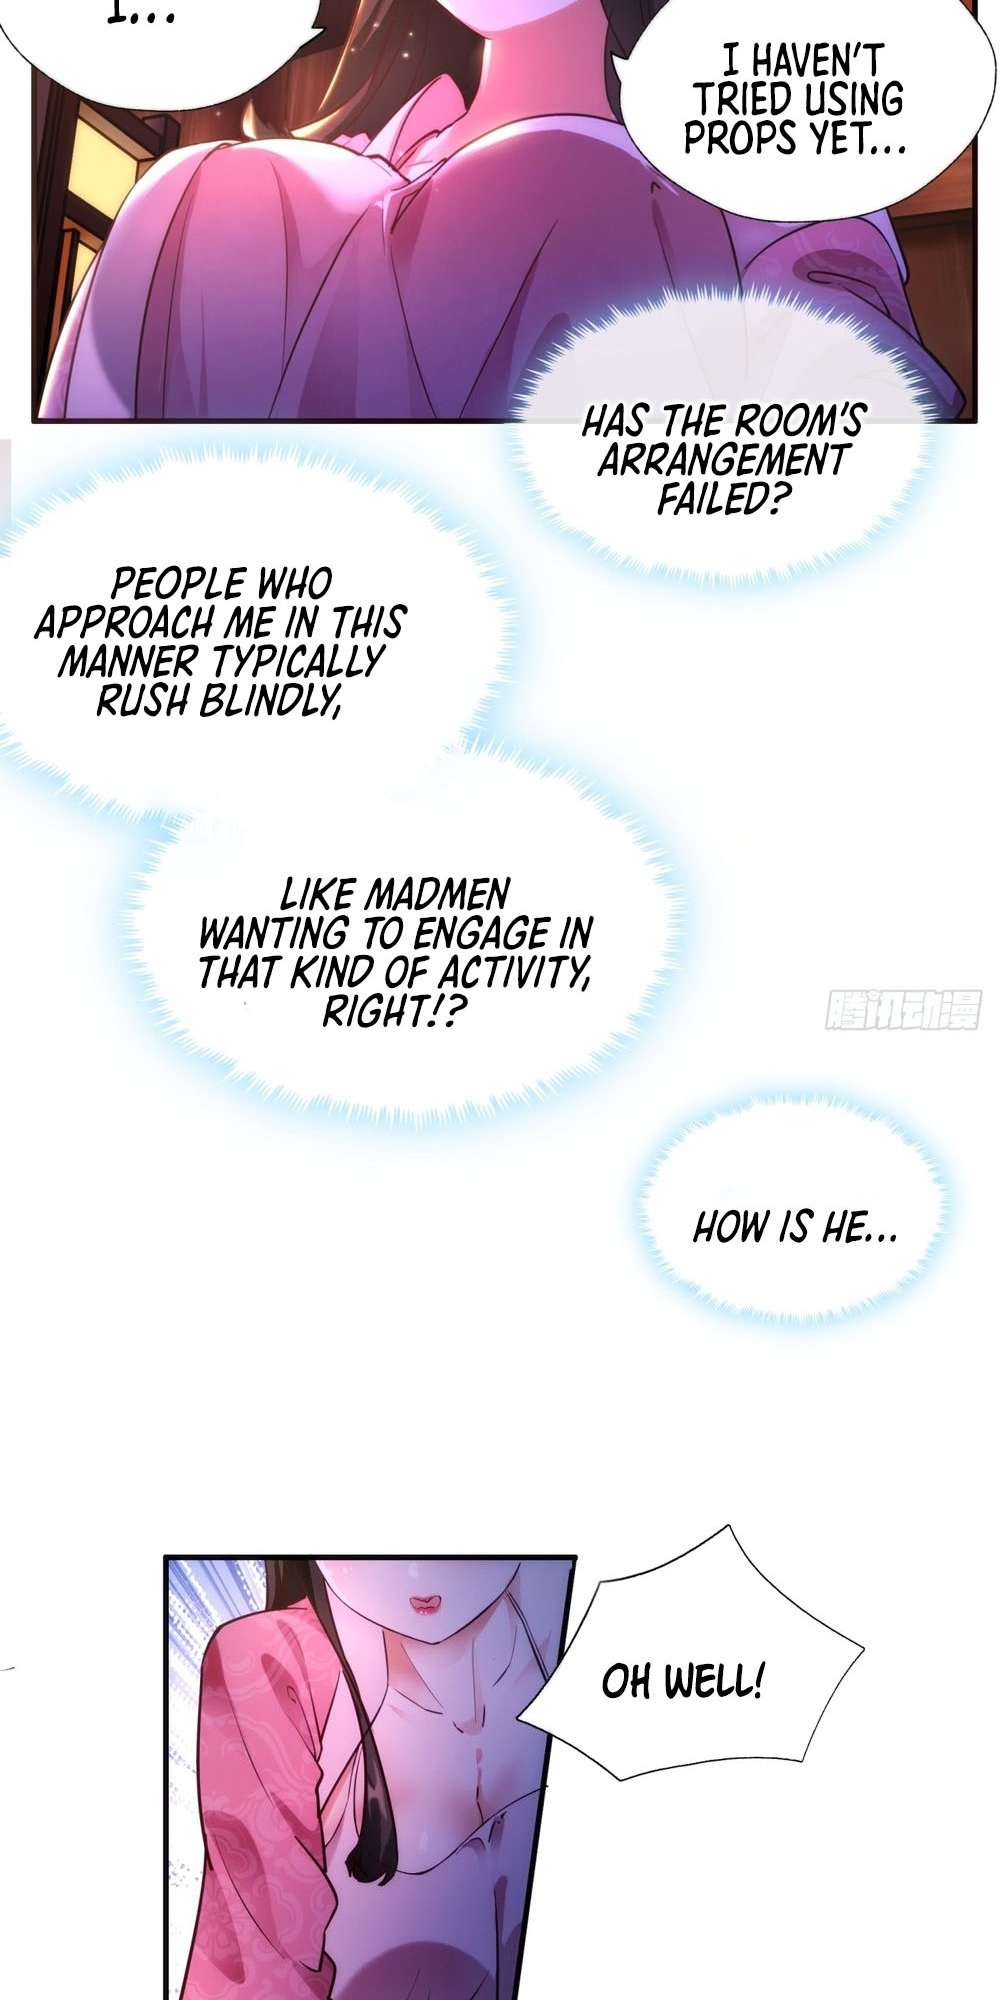 I...
I HAVEN'T
TRIED USING
PROPS YET...
HAS THE ROOM'S
ARRANGEMENT
FAILED?
PEOPLE WHO
APPROACH ME IN THIS
MANNER TYPICALLY
RUSH BLINDLY,
LIKE MADMEN
WANTING TO ENGAGE IN
THAT KIND OF ACTIVITY,
RIGHT!?
腾讯动漫
HOW IS HE...
OH WELL!